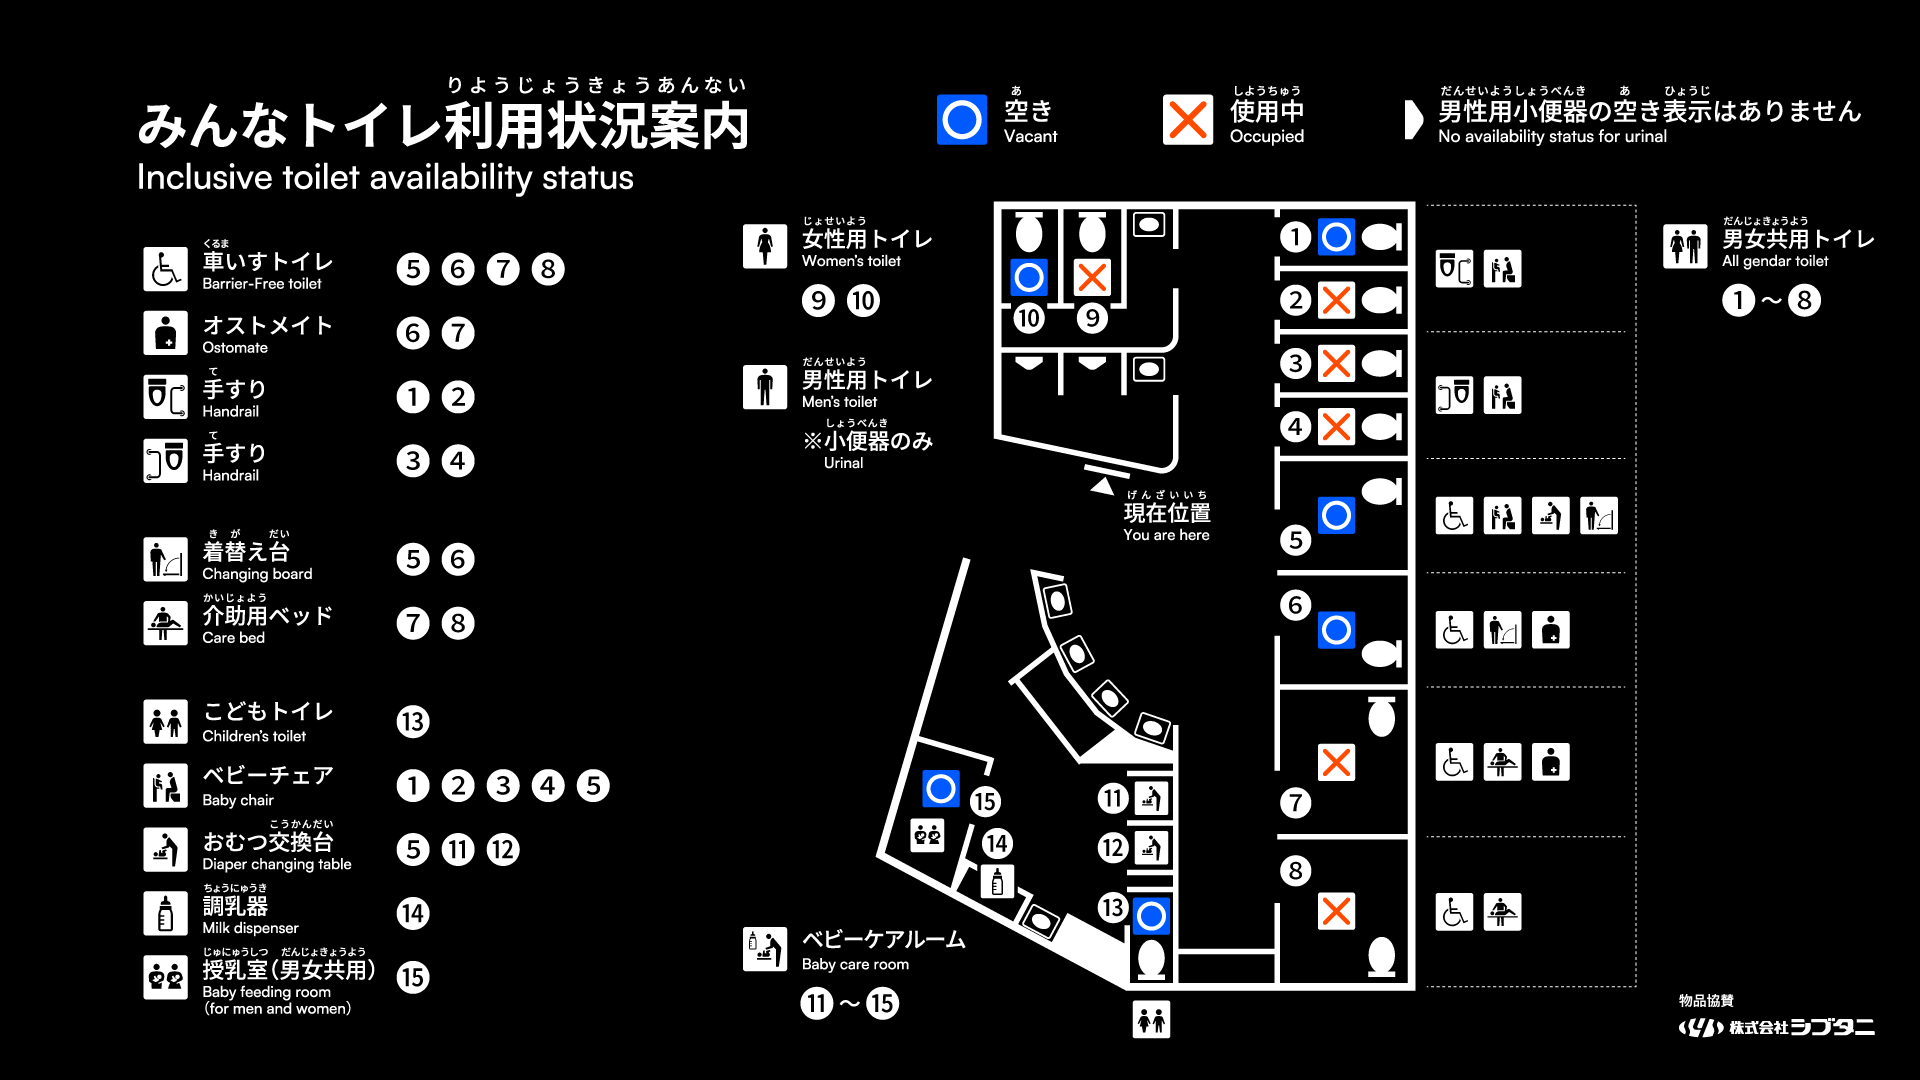 りようじょうきょうあんない
みんなトイレ利用状況案内
Inclusive toilet availability status
あ
空き
Vacant
しようちゅう
使用中
Occupied
だんせいようしょうべんき あ ひょうじ
男性用小便器の空き表示はありません
No availability status for urinal
くるま
車いすトイレ
Barrier-Free toilet
5 6 7 8
オストメイト
Ostomate
6 7
て
手すり
Handrail
1 2
て
手すり
Handrail
3 4
き が だい
着替え台
Changing board
5 6
かいじょよう
介助用ベッド
Care bed
7 8
こどもトイレ
Children's toilet
13
ベビーチェア
Baby chair
1 2 3 4 5
こうかんだい
おむつ交換台
Diaper changing table
5 11 12
ちょうにゅうき
調乳器
Milk dispenser
14
じゅにゅうしつ だんじょきょうよう
授乳室(男女共用)
Baby feeding room
(for men and women)
15
じょせいよう
女性用トイレ
Women's toilet
9 10
だんせいよう
男性用トイレ
Men's toilet
しょうべんき
※小便器のみ
Urinal
10 9
げんざいいち
現在位置
You are here
1
2
3
4
5
6
7
8
15
14
11
12
13
ベビーケアルーム
Baby care room
11～15
だんじょきょうよう
男女共用トイレ
All gendar toilet
1～8
物品協賛
株式会社シブタニ